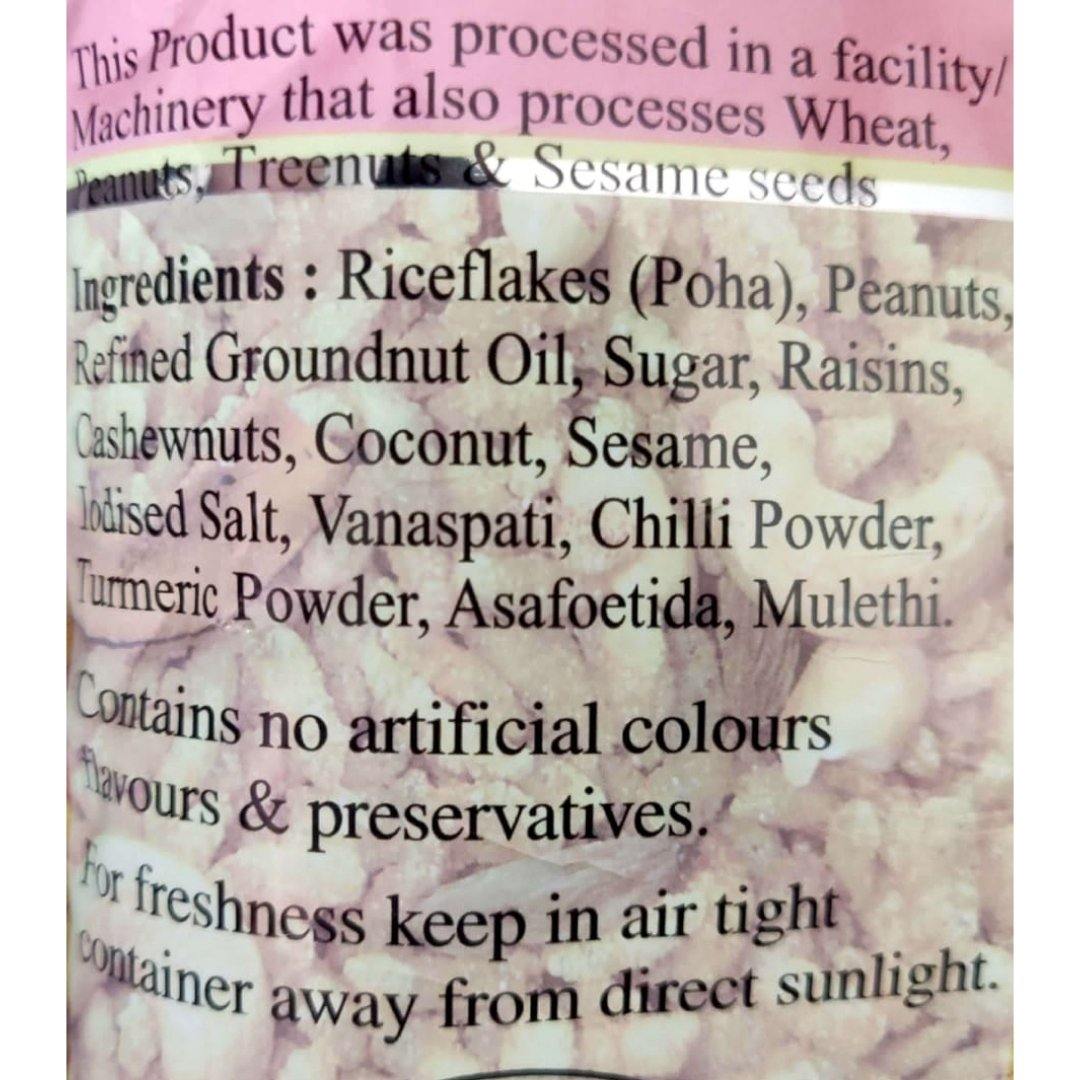 This Product was processed in a facility/
Machinery that also processes Wheat,
Peanuts, Treenuts & Sesame seeds
Ingredients : Riceflakes (Poha), Peanuts,
Refined Groundnut Oil, Sugar, Raisins,
Cashewnuts, Coconut, Sesame,
Iodised Salt, Vanaspati, Chilli Powder,
Turmeric Powder, Asafoetida, Mulethi.
Contains no artificial colours
flavours & preservatives.
For freshness keep in air tight
container away from direct sunlight.